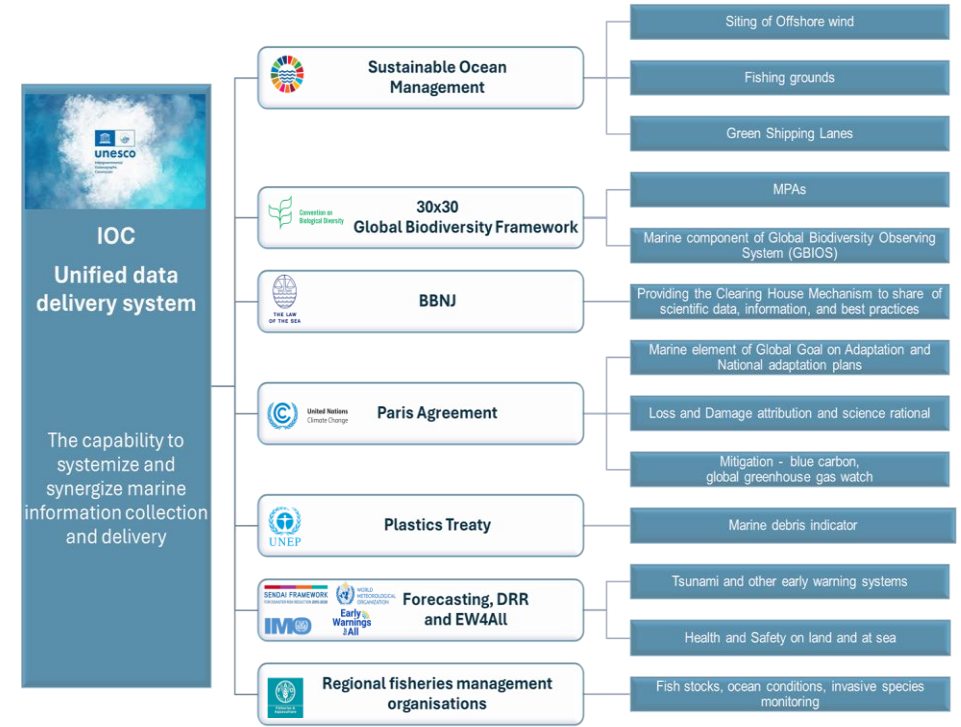 unesco
Intergovernmental
Oceanographic
Commission
IOC
Unified data
delivery system
The capability to
systemize and
synergize marine
information collection
and delivery
Sustainable Ocean
Management
Siting of Offshore wind
Fishing grounds
Green Shipping Lanes
Convention on
Biological Diversity
30x30
Global Biodiversity Framework
MPAs
Marine component of Global Biodiversity Observing
System (GBIOS)
THE LAW
OF THE SEA
BBNJ
Providing the Clearing House Mechanism to share of
scientific data, information, and best practices
United Nations
Climate Change
Paris Agreement
Marine element of Global Goal on Adaptation and
National adaptation plans
Loss and Damage attribution and science rational
Mitigation - blue carbon,
global greenhouse gas watch
UNEP
Plastics Treaty
Marine debris indicator
SENDAI FRAMEWORK
WORLD
METEOROLOGICAL
ORGANIZATION
IMO
Early
Warnings
for All
Forecasting, DRR
and EW4All
Tsunami and other early warning systems
Health and Safety on land and at sea
Regional fisheries management
organisations
Fish stocks, ocean conditions, invasive species
monitoring